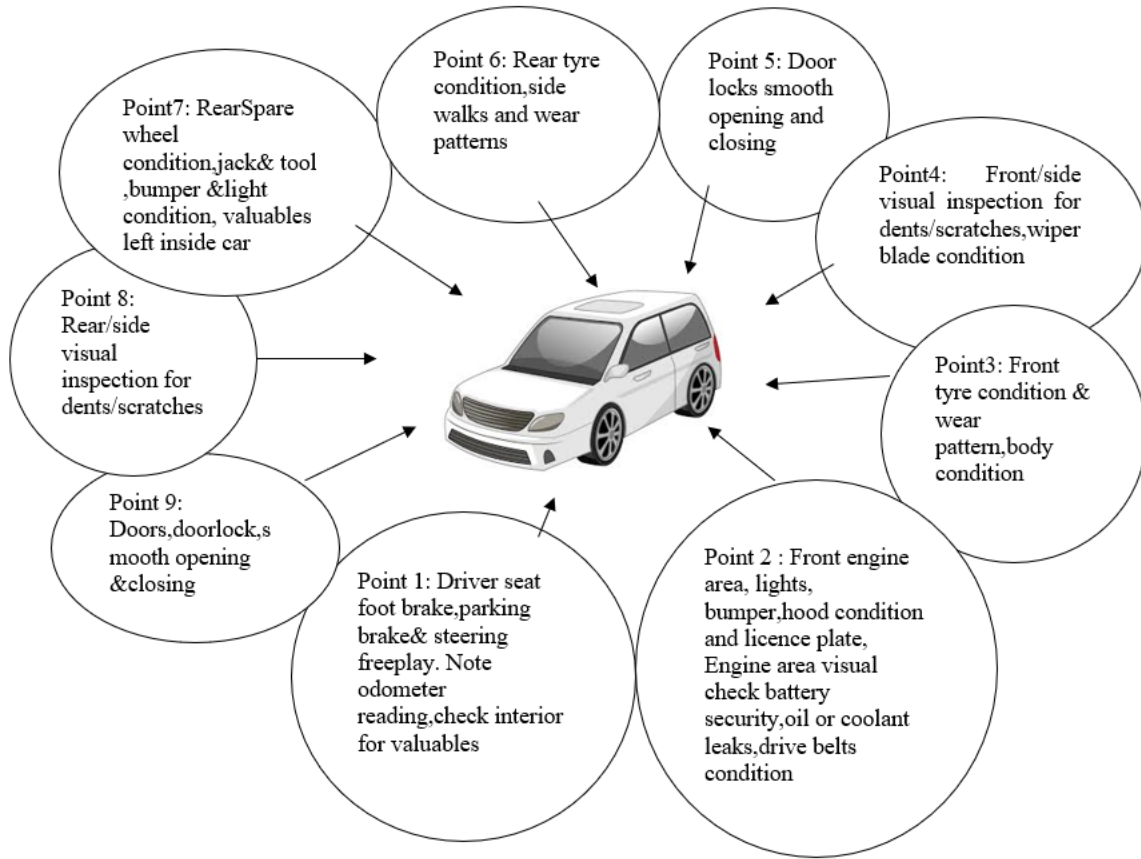 Point 6: Rear tyre
condition,side
walks and wear
patterns
Point 5: Door
locks smooth
opening and
closing
Point7: RearSpare
wheel
condition,jack& tool
,bumper &light
condition, valuables
left inside car
Point4: Front/side
visual inspection for
dents/scratches,wiper
blade condition
Point 8:
Rear/side
visual
inspection for
dents/scratches
Point3: Front
tyre condition &
wear
pattern,body
condition
Point 9:
Doors,doorlock,s
mooth opening
&closing
Point 1: Driver seat
foot brake,parking
brake& steering
freeplay. Note
odometer
reading,check interior
for valuables
Point 2 : Front engine
area, lights,
bumper,hood condition
and licence plate,
Engine area visual
check battery
security,oil or coolant
leaks,drive belts
condition